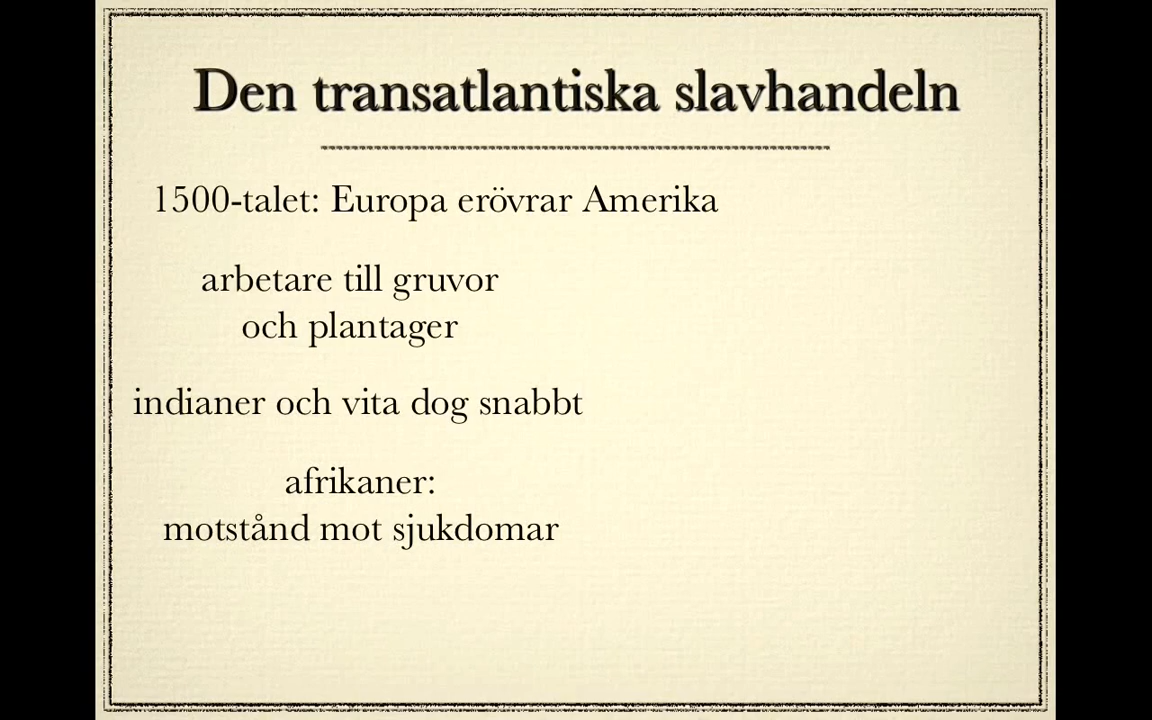 Den transatlantiska slavhandeln
1500-talet: Europa erövrar Amerika
arbetare till gruvor
och plantager
indianer och vita dog snabbt
afrikaner:
motstånd mot sjukdomar